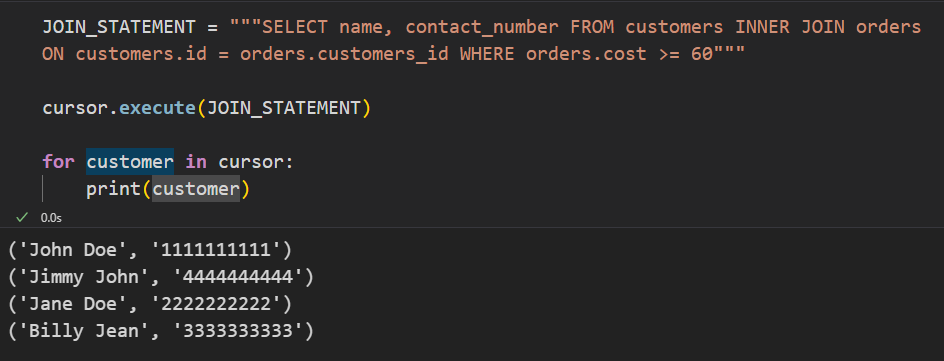 JOIN_STATEMENT = """SELECT name, contact_number FROM customers INNER JOIN orders
ON customers.id = orders.customers_id WHERE orders.cost >= 60"""
cursor.execute(JOIN_STATEMENT)
for customer in cursor:
    print(customer)
✓ 0.0s
('John Doe', '1111111111')
('Jimmy John', '4444444444')
('Jane Doe', '2222222222')
('Billy Jean', '3333333333')